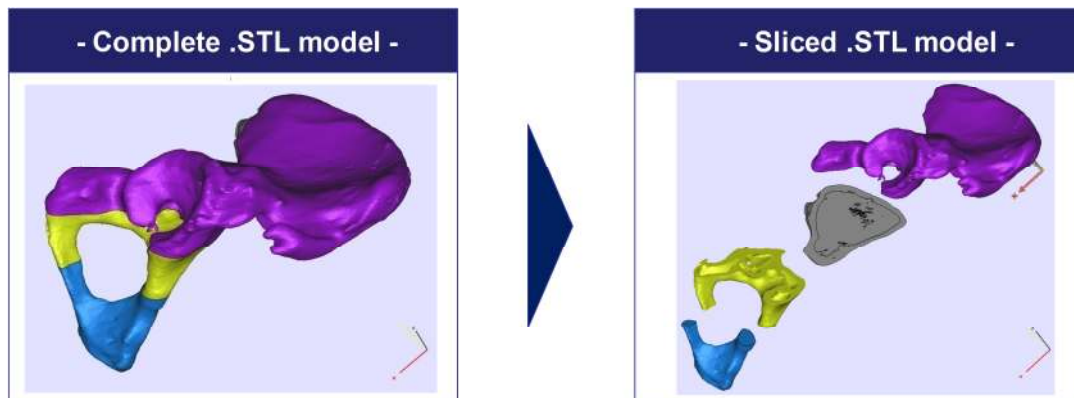 - Complete .STL model -
- Sliced .STL model -